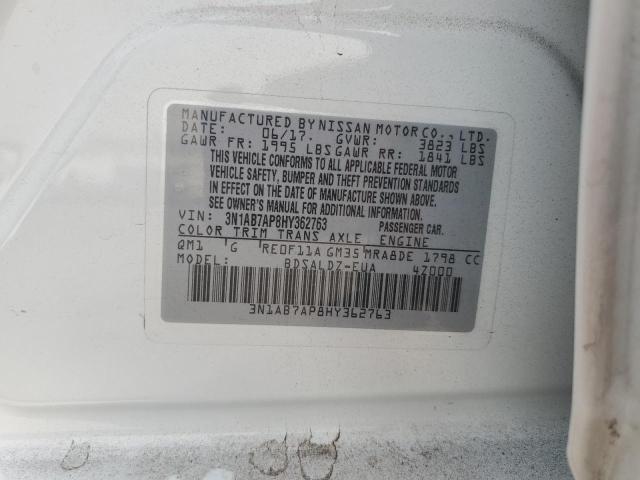 MANUFACTURED BY NISSAN MOTOR CO., LTD.
DATE: 06/17. GVWR: 3823 LBS
GAWR FR: 1995 LBS GAWR RR: 1841 LBS
THIS VEHICLE CONFORMS TO ALL APPLICABLE FEDERAL MOTOR
VEHICLE SAFETY, BUMPER AND THEFT PREVENTION STANDARDS
IN EFFECT ON THE DATE OF MANUFACTURE SHOWN ABOVE.
SEE OWNER'S MANUAL FOR ADDITIONAL INFORMATION.
VIN: 3N1AB7AP8HY362763 PASSENGER CAR.
COLOR TRIM TRANS AXLE ENGINE
QM1 G RE0F11A GM35 MRA8DE 1798 CC
MODEL: BDSALDZ-EUA 4Z000
3N1AB7AP8HY362763